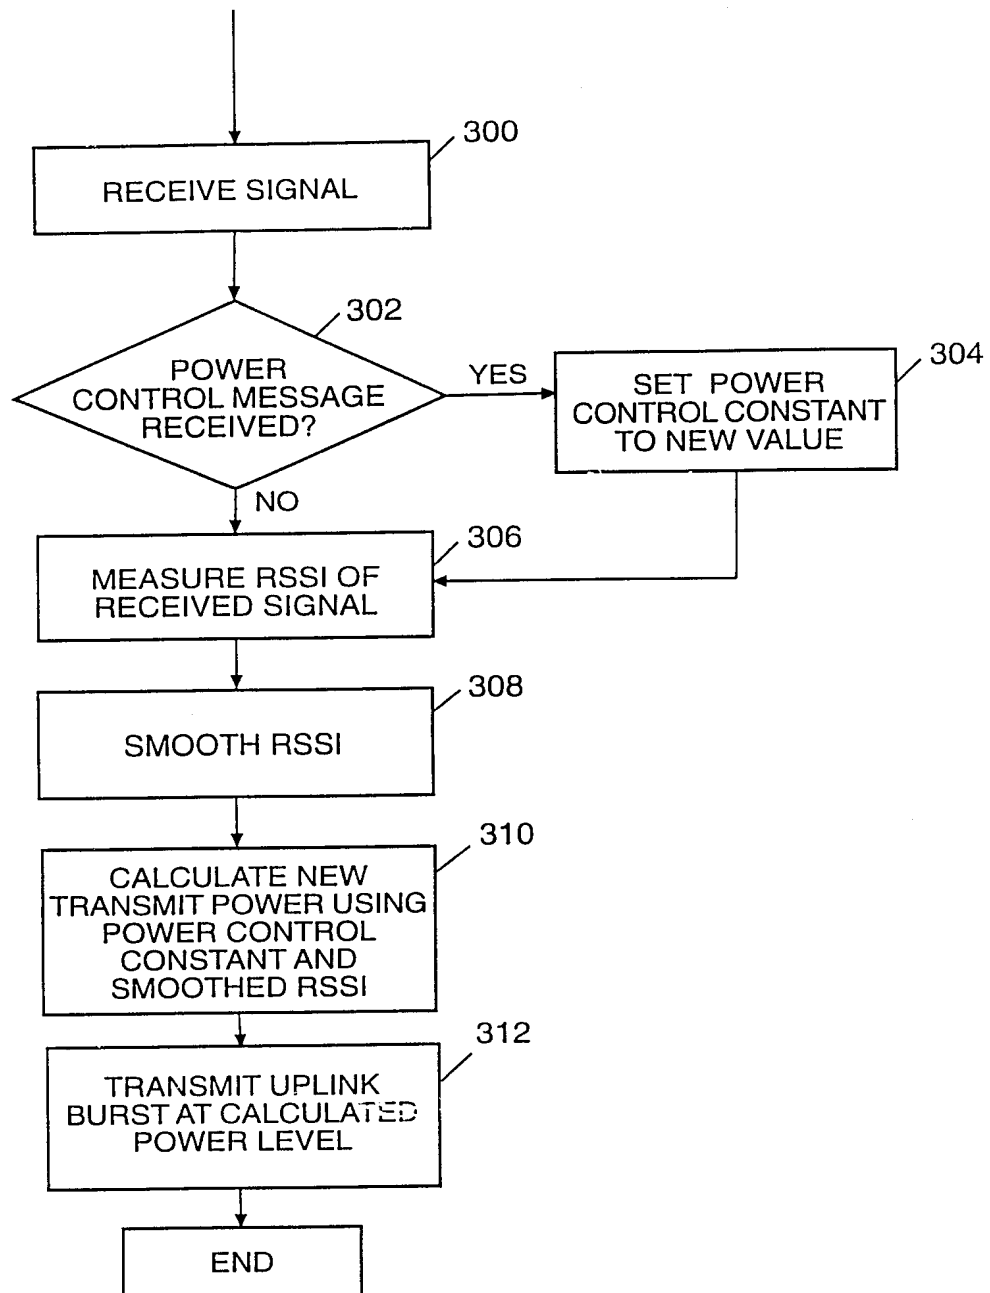 300
RECEIVE SIGNAL
302
POWER
CONTROL MESSAGE
RECEIVED?
YES
304
SET POWER
CONTROL CONSTANT
TO NEW VALUE
NO
306
MEASURE RSSI OF
RECEIVED SIGNAL
308
SMOOTH RSSI
310
CALCULATE NEW
TRANSMIT POWER USING
POWER CONTROL
CONSTANT AND
SMOOTHED RSSI
312
TRANSMIT UPLINK
BURST AT CALCULATED
POWER LEVEL
END